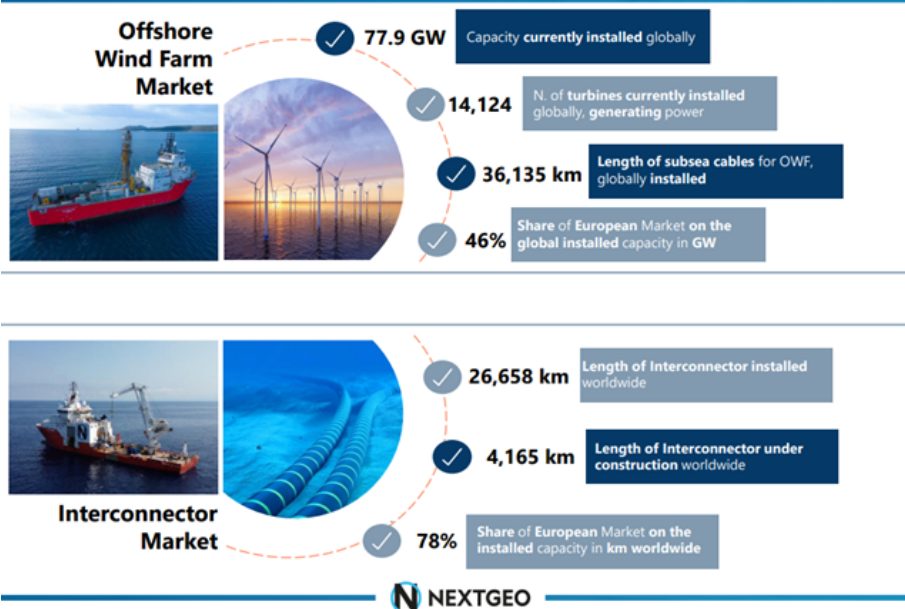 Offshore
Wind Farm
Market
77.9 GW
Capacity currently installed globally
14,124
N. of turbines currently installed
globally, generating power
36,135 km
Length of subsea cables for OWF,
globally installed
46%
Share of European Market on the
global installed capacity in GW
26,658 km
Length of Interconnector installed
worldwide
4,165 km
Length of Interconnector under
construction worldwide
Interconnector
Market
78%
Share of European Market on the
installed capacity in km worldwide
N
NEXTGEO